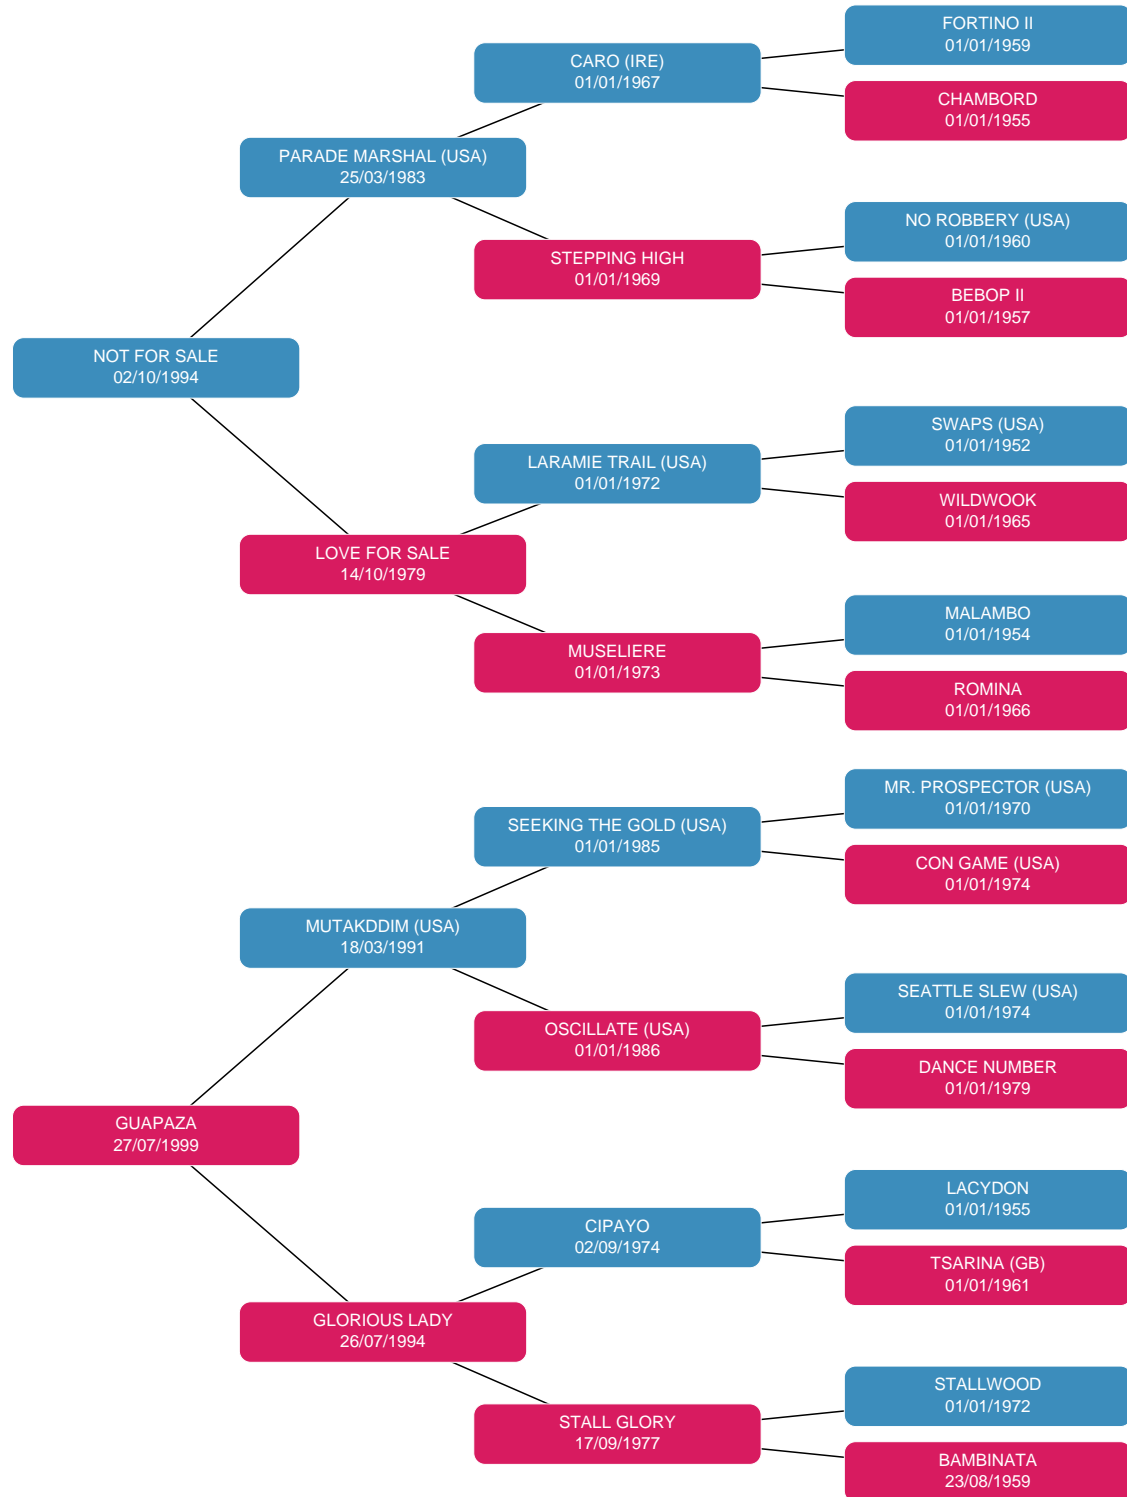 FORTINO II
01/01/1959
CARO (IRE)
01/01/1967
CHAMBORD
01/01/1955
PARADE MARSHAL (USA)
25/03/1983
NO ROBBERY (USA)
01/01/1960
STEPPING HIGH
01/01/1969
BEBOP II
01/01/1957
NOT FOR SALE
02/10/1994
SWAPS (USA)
01/01/1952
LARAMIE TRAIL (USA)
01/01/1972
WILDWOOK
01/01/1965
LOVE FOR SALE
14/10/1979
MALAMBO
01/01/1954
MUSELIERE
01/01/1973
ROMINA
01/01/1966
MR. PROSPECTOR (USA)
01/01/1970
SEEKING THE GOLD (USA)
01/01/1985
CON GAME (USA)
01/01/1974
MUTAKDDIM (USA)
18/03/1991
SEATTLE SLEW (USA)
01/01/1974
OSCILLATE (USA)
01/01/1986
DANCE NUMBER
01/01/1979
GUAPAZA
27/07/1999
LACYDON
01/01/1955
CIPAYO
02/09/1974
TSARINA (GB)
01/01/1961
GLORIOUS LADY
26/07/1994
STALLWOOD
01/01/1972
STALL GLORY
17/09/1977
BAMBINATA
23/08/1959